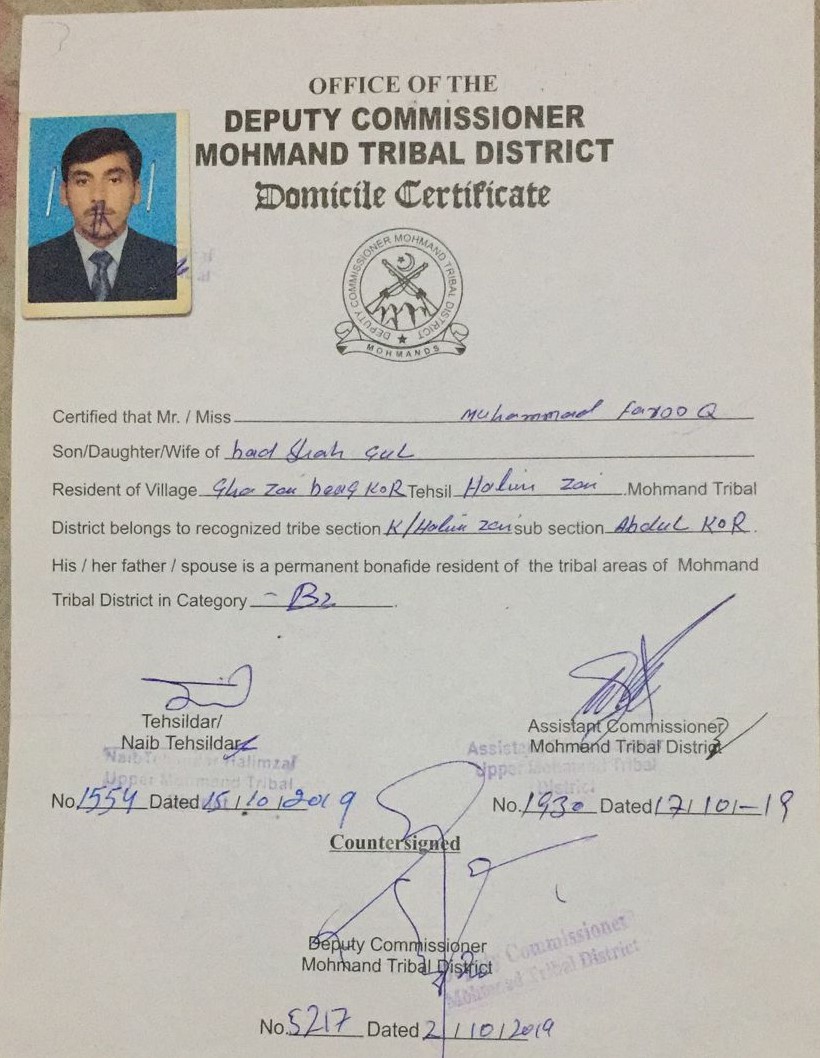 OFFICE OF THE
DEPUTY COMMISSIONER
MOHMAND TRIBAL DISTRICT
Domicile Certificate
DEPUTY COMMISSIONER MOHMAND TRIBAL DISTRICT
MOHMANDS
Certified that Mr. / Miss Muhammad FarooQ
Son/Daughter/Wife of bad Shah Gul
Resident of Village Gha Zan beag KoR Tehsil Halim Zai .Mohmand Tribal
District belongs to recognized tribe section K/Halim Zai sub section Abdul KoR.
His / her father / spouse is a permanent bonafide resident of the tribal areas of Mohmand
Tribal District in Category B2.
Tehsildar/
Naib Tehsildar
Naib Tehsildar Halimzai
Upper Mohmand Tribal
No. 1554 Dated 15/10/2019
Assistant Commissioner
Mohmand Tribal District
Assistant
Upper Mohmand Tribal
District
No. 1930 Dated 17/10/-19
Countersigned
Deputy Commissioner
Mohmand Tribal District
Deputy Commissioner
Mohmand Tribal District
No. 5217 Dated 2 /10/2019